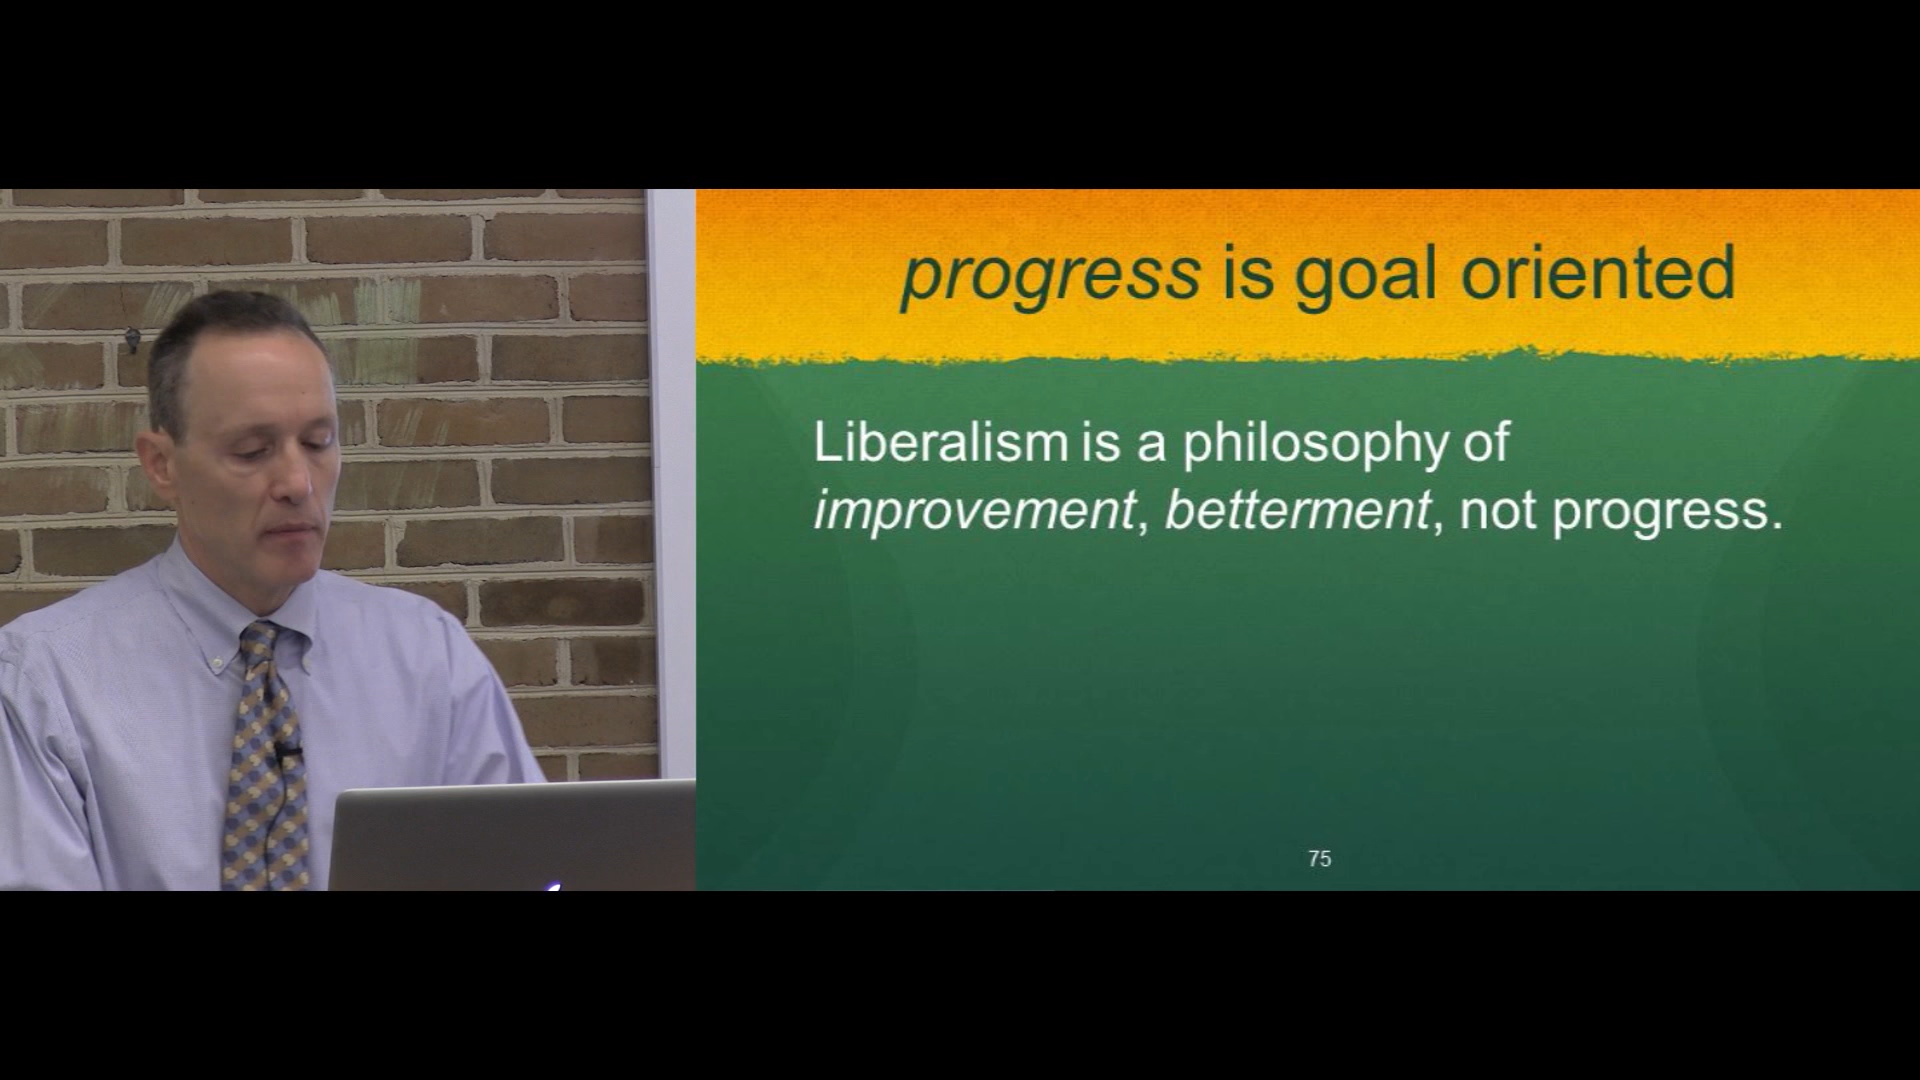 progress is goal oriented
Liberalism is a philosophy of
improvement, betterment, not progress.
75